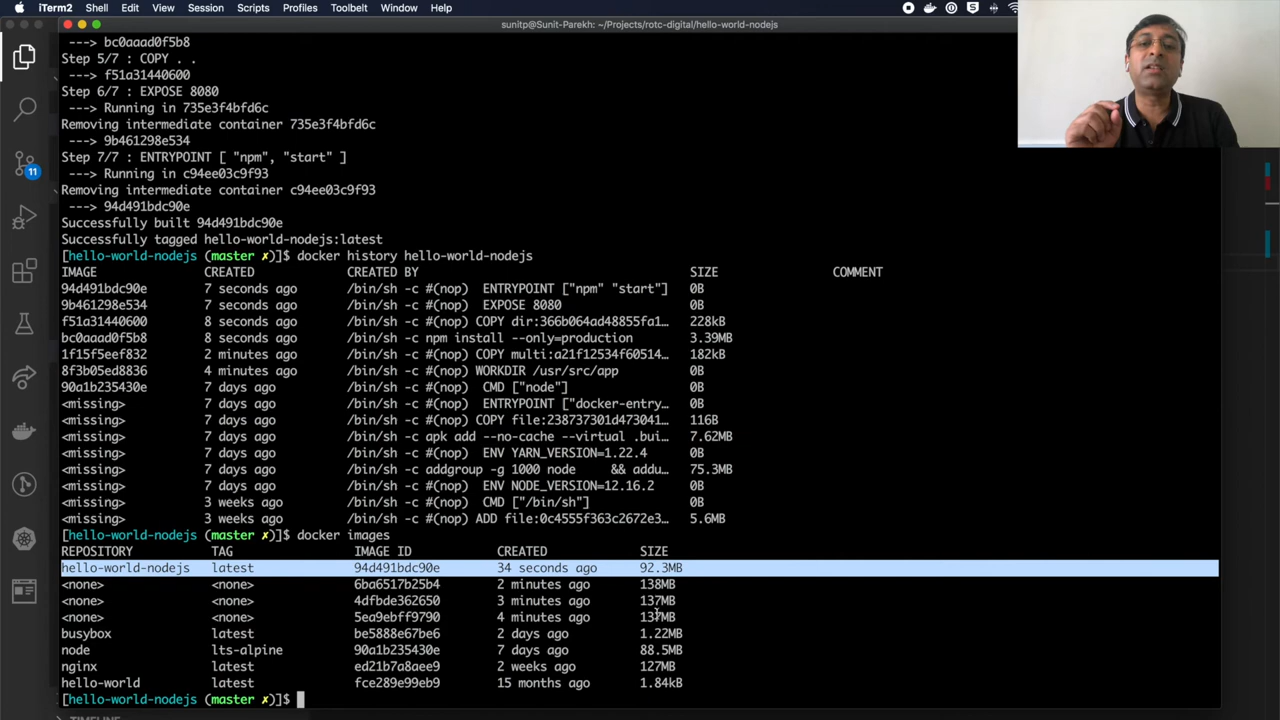 iTerm2 Shell Edit View Session Scripts Profiles Toolbelt Window Help
sunitp@Sunit-Parekh:~/Projects/rotc-digital/hello-world-nodejs
---> bc0aaad0f5b8
Step 5/7 : COPY . .
---> f51a31440600
Step 6/7 : EXPOSE 8080
---> Running in 735e3f4bfd6c
Removing intermediate container 735e3f4bfd6c
---> 9b461298e534
Step 7/7 : ENTRYPOINT [ "npm", "start" ]
---> Running in c94ee03c9f93
Removing intermediate container c94ee03c9f93
---> 94d491bdc90e
Successfully built 94d491bdc90e
Successfully tagged hello-world-nodejs:latest
[hello-world-nodejs (master ✗)]$ docker history hello-world-nodejs
IMAGE CREATED CREATED BY SIZE COMMENT
94d491bdc90e 7 seconds ago /bin/sh -c #(nop) ENTRYPOINT ["npm" "start"] 0B
9b461298e534 7 seconds ago /bin/sh -c #(nop) EXPOSE 8080 0B
f51a31440600 8 seconds ago /bin/sh -c #(nop) COPY dir:366b064ad48855fa1… 228kB
bc0aaad0f5b8 8 seconds ago /bin/sh -c npm install --only=production 3.39MB
1f15f5eef832 2 minutes ago /bin/sh -c #(nop) COPY multi:a21f12534f60514… 182kB
8f3b05ed8836 4 minutes ago /bin/sh -c #(nop) WORKDIR /usr/src/app 0B
90a1b235430e 7 days ago /bin/sh -c #(nop) CMD ["node"] 0B
<missing> 7 days ago /bin/sh -c #(nop) ENTRYPOINT ["docker-entry… 0B
<missing> 7 days ago /bin/sh -c #(nop) COPY file:238737301d473041… 116B
<missing> 7 days ago /bin/sh -c apk add --no-cache --virtual .bui… 7.62MB
<missing> 7 days ago /bin/sh -c #(nop) ENV YARN_VERSION=1.22.4 0B
<missing> 7 days ago /bin/sh -c addgroup -g 1000 node && addu… 75.3MB
<missing> 7 days ago /bin/sh -c #(nop) ENV NODE_VERSION=12.16.2 0B
<missing> 3 weeks ago /bin/sh -c #(nop) CMD ["/bin/sh"] 0B
<missing> 3 weeks ago /bin/sh -c #(nop) ADD file:0c4555f363c2672e3… 5.6MB
[hello-world-nodejs (master ✗)]$ docker images
REPOSITORY TAG IMAGE ID CREATED SIZE
hello-world-nodejs latest 94d491bdc90e 34 seconds ago 92.3MB
<none> <none> 6ba6517b25b4 2 minutes ago 138MB
<none> <none> 4dfbde362650 3 minutes ago 137MB
<none> <none> 5ea9ebff9790 4 minutes ago 137MB
busybox latest be5888e67be6 2 days ago 1.22MB
node lts-alpine 90a1b235430e 7 days ago 88.5MB
nginx latest ed21b7a8aee9 2 weeks ago 127MB
hello-world latest fce289e99eb9 15 months ago 1.84kB
[hello-world-nodejs (master ✗)]$
11
TIMELINE